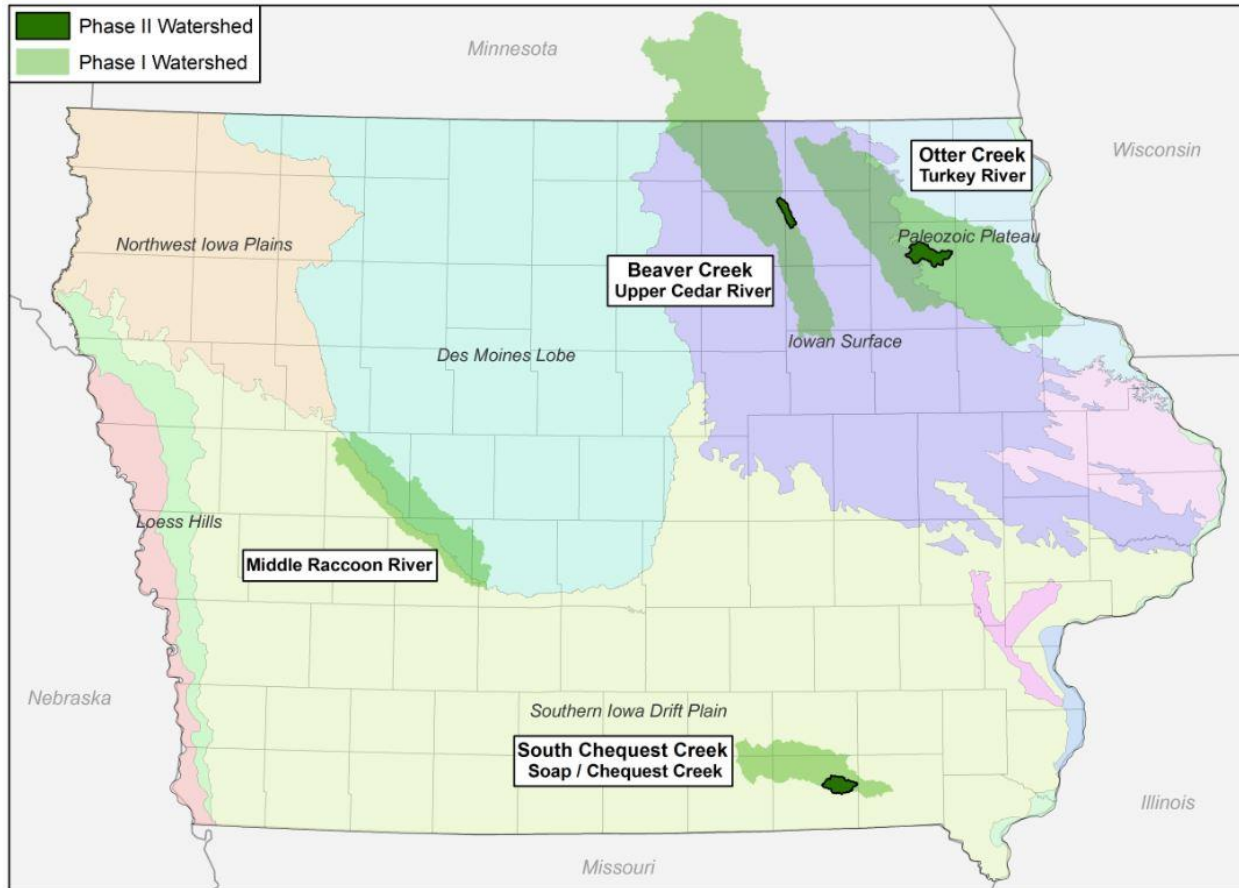 Phase II Watershed
Phase I Watershed
Minnesota
Wisconsin
Otter Creek
Turkey River
Northwest Iowa Plains
Paleozoic Plateau
Beaver Creek
Upper Cedar River
Des Moines Lobe
Iowan Surface
Loess Hills
Middle Raccoon River
Nebraska
Southern Iowa Drift Plain
South Chequest Creek
Soap / Chequest Creek
Illinois
Missouri